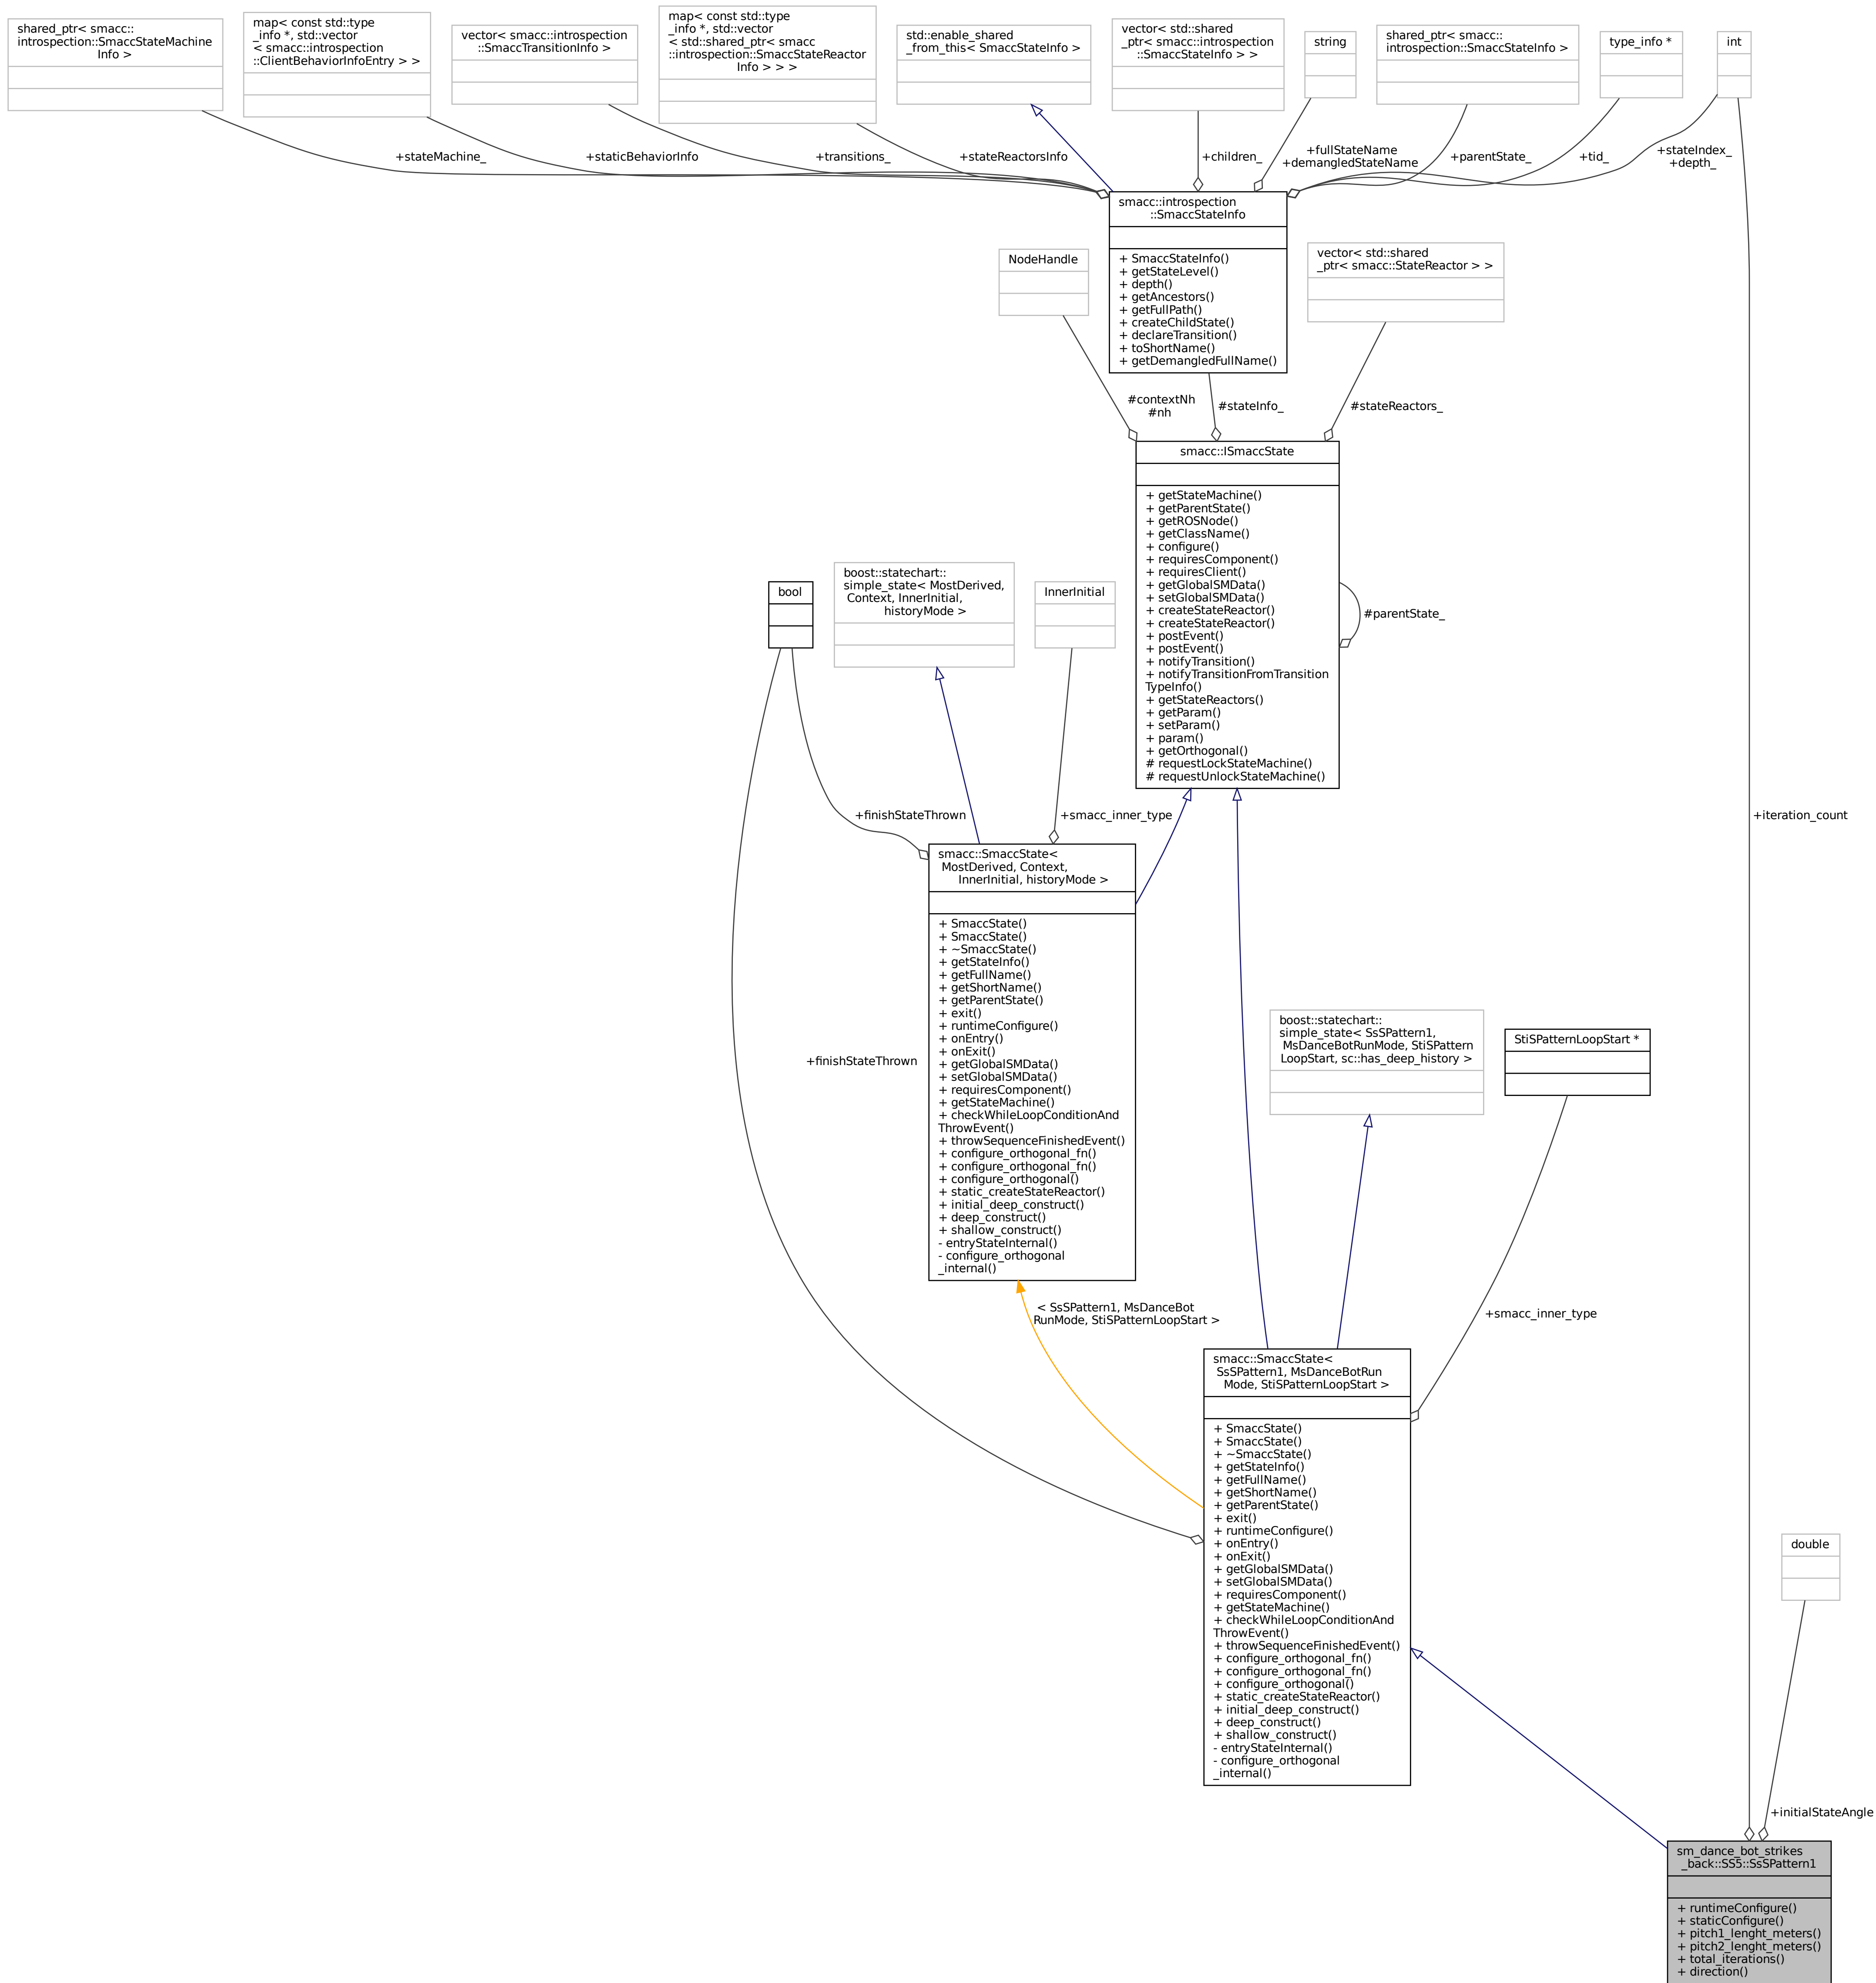 shared_ptr< smacc::
introspection::SmaccStateMachine
Info >
map< const std::type
_info *, std::vector
< smacc::introspection
::ClientBehaviorInfoEntry > >
vector< smacc::introspection
::SmaccTransitionInfo >
map< const std::type
_info *, std::vector
< std::shared_ptr< smacc
::introspection::SmaccStateReactor
Info > > >
std::enable_shared
_from_this< SmaccStateInfo >
vector< std::shared
_ptr< smacc::introspection
::SmaccStateInfo > >
string
shared_ptr< smacc::
introspection::SmaccStateInfo >
type_info *
int
+stateMachine_
+staticBehaviorInfo
+transitions_
+stateReactorsInfo
+children_
+fullStateName
+demangledStateName
+parentState_
+tid_
+stateIndex_
+depth_
smacc::introspection
::SmaccStateInfo
+ SmaccStateInfo()
+ getStateLevel()
+ depth()
+ getAncestors()
+ getFullPath()
+ createChildState()
+ declareTransition()
+ toShortName()
+ getDemangledFullName()
NodeHandle
vector< std::shared
_ptr< smacc::StateReactor > >
#contextNh
#nh
#stateInfo_
#stateReactors_
smacc::ISmaccState
+ getStateMachine()
+ getParentState()
+ getROSNode()
+ getClassName()
+ configure()
+ requiresComponent()
+ requiresClient()
+ getGlobalSMData()
+ setGlobalSMData()
+ createStateReactor()
+ createStateReactor()
+ postEvent()
+ postEvent()
+ notifyTransition()
+ notifyTransitionFromTransition
TypeInfo()
+ getStateReactors()
+ getParam()
+ setParam()
+ param()
+ getOrthogonal()
# requestLockStateMachine()
# requestUnlockStateMachine()
#parentState_
bool
boost::statechart::
simple_state< MostDerived,
Context, InnerInitial,
historyMode >
InnerInitial
+finishStateThrown
+smacc_inner_type
+iteration_count
smacc::SmaccState<
MostDerived, Context,
InnerInitial, historyMode >
+ SmaccState()
+ SmaccState()
+ ~SmaccState()
+ getStateInfo()
+ getFullName()
+ getShortName()
+ getParentState()
+ exit()
+ runtimeConfigure()
+ onEntry()
+ onExit()
+ getGlobalSMData()
+ setGlobalSMData()
+ requiresComponent()
+ getStateMachine()
+ checkWhileLoopConditionAnd
ThrowEvent()
+ throwSequenceFinishedEvent()
+ configure_orthogonal_fn()
+ configure_orthogonal_fn()
+ configure_orthogonal()
+ static_createStateReactor()
+ initial_deep_construct()
+ deep_construct()
+ shallow_construct()
- entryStateInternal()
- configure_orthogonal
_internal()
+finishStateThrown
boost::statechart::
simple_state< SsSPattern1,
MsDanceBotRunMode, StiSPattern
LoopStart, sc::has_deep_history >
StiSPatternLoopStart *
< SsSPattern1, MsDanceBot
RunMode, StiSPatternLoopStart >
+smacc_inner_type
smacc::SmaccState<
SsSPattern1, MsDanceBotRun
Mode, StiSPatternLoopStart >
+ SmaccState()
+ SmaccState()
+ ~SmaccState()
+ getStateInfo()
+ getFullName()
+ getShortName()
+ getParentState()
+ exit()
+ runtimeConfigure()
+ onEntry()
+ onExit()
+ getGlobalSMData()
+ setGlobalSMData()
+ requiresComponent()
+ getStateMachine()
+ checkWhileLoopConditionAnd
ThrowEvent()
+ throwSequenceFinishedEvent()
+ configure_orthogonal_fn()
+ configure_orthogonal_fn()
+ configure_orthogonal()
+ static_createStateReactor()
+ initial_deep_construct()
+ deep_construct()
+ shallow_construct()
- entryStateInternal()
- configure_orthogonal
_internal()
double
+initialStateAngle
sm_dance_bot_strikes
_back::SS5::SsSPattern1
+ runtimeConfigure()
+ staticConfigure()
+ pitch1_lenght_meters()
+ pitch2_lenght_meters()
+ total_iterations()
+ direction()